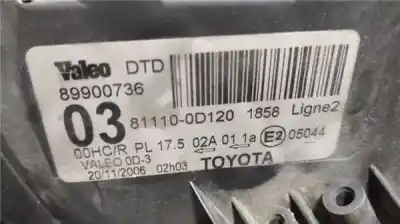 Valeo DTD
89900736
03 81110-0D120 1858 Ligne2
00HC/R PL 17.5 02A 01 1a E2 05044
VALEO 0D-3
20/11/2006 02h03 TOYOTA